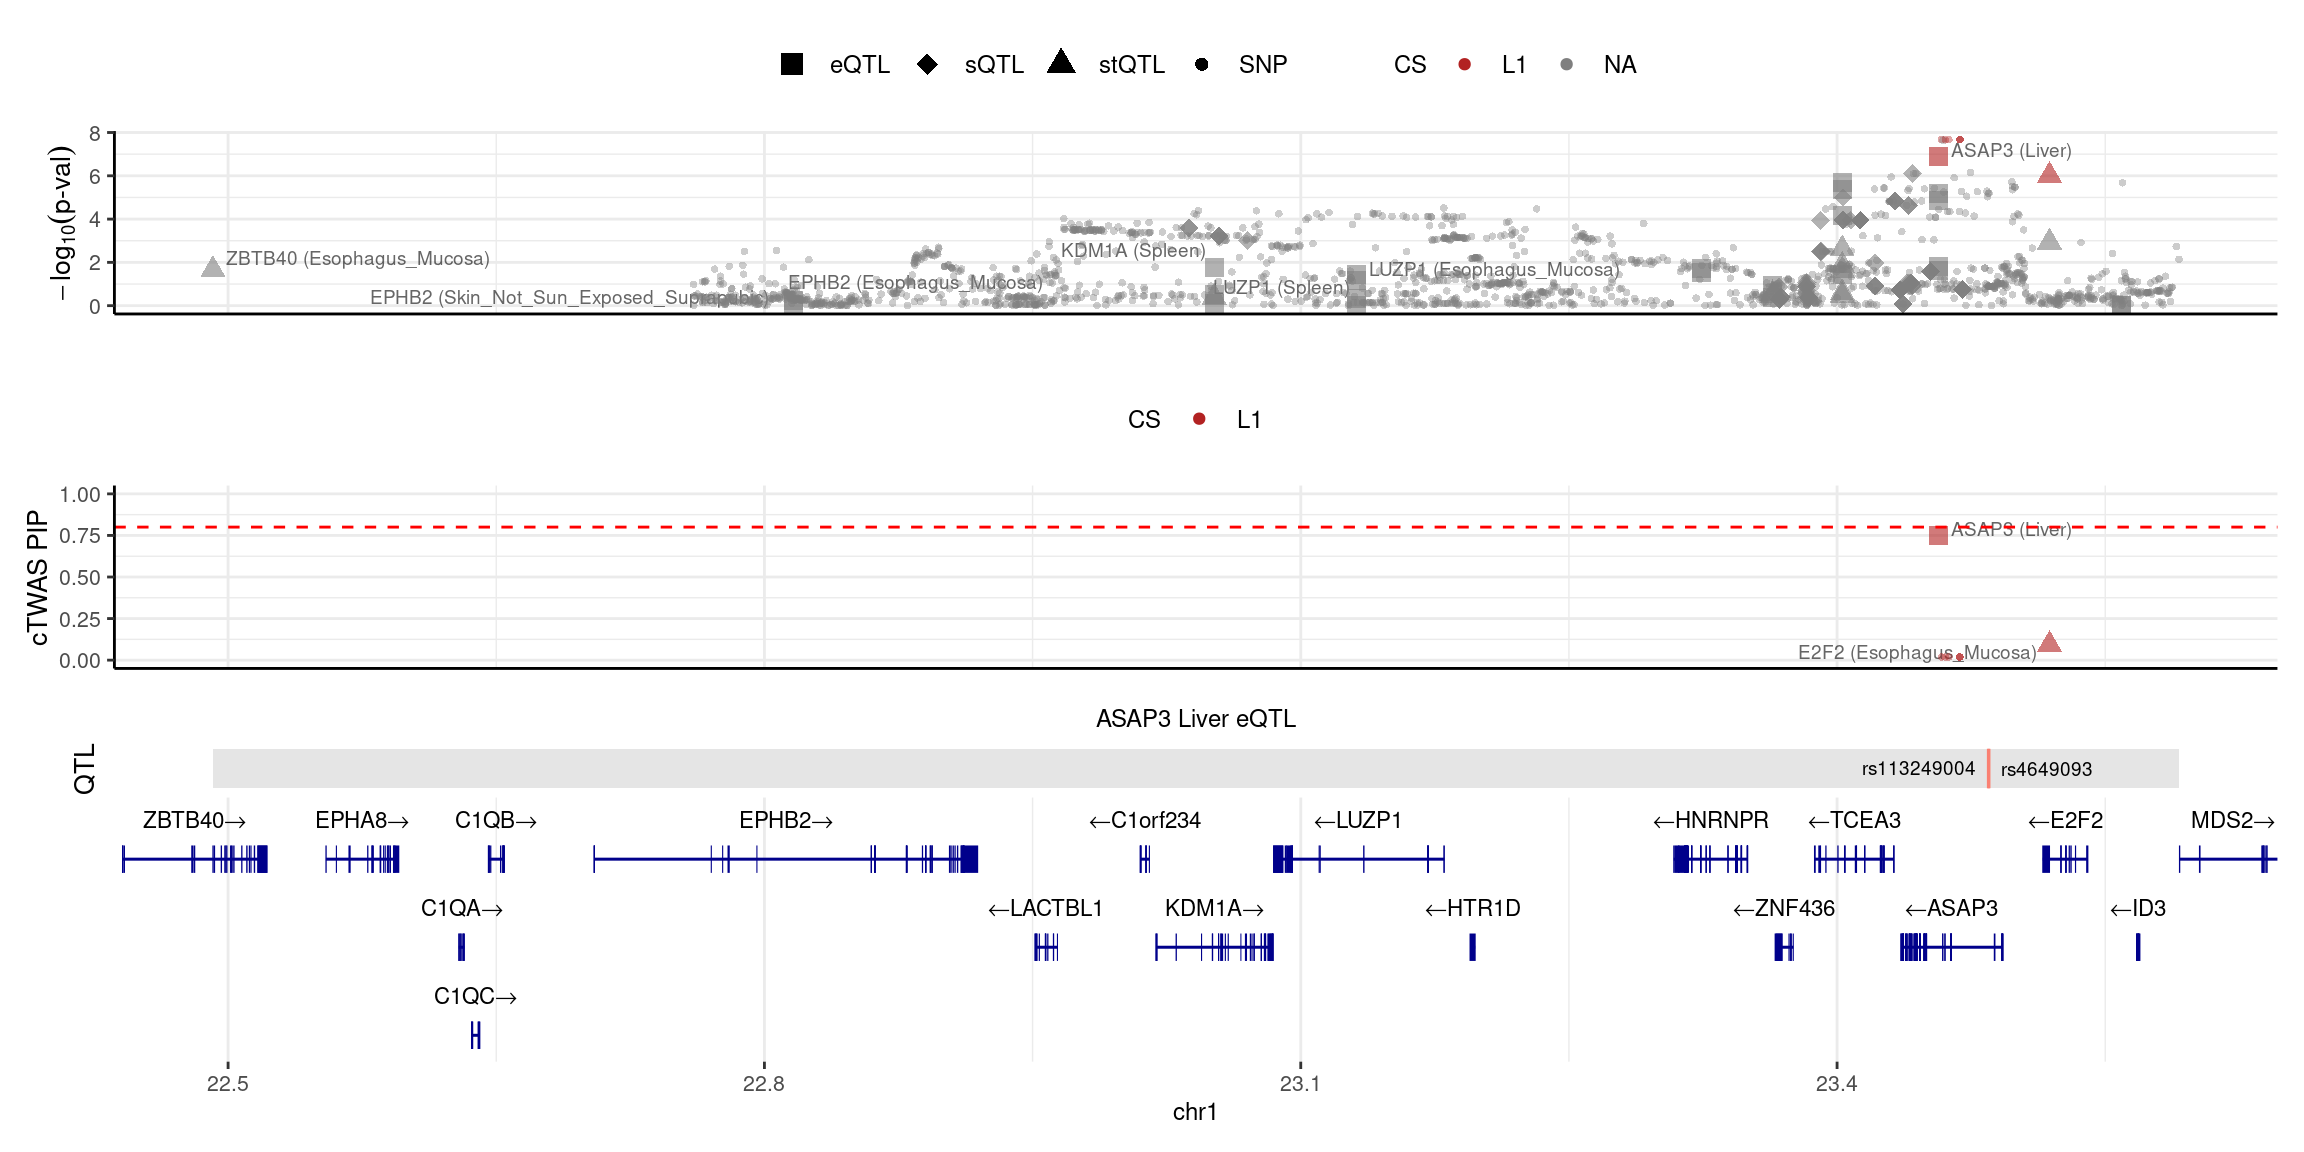 eQTL sQTL stQTL SNP CS L1 NA
−log10(p-val)
8
6
4
2
0
ASAP3 (Liver)
ZBTB40 (Esophagus_Mucosa)
KDM1A (Spleen)
LUZP1 (Esophagus_Mucosa)
EPHB2 (Esophagus_Mucosa)
LUZP1 (Spleen)
EPHB2 (Skin_Not_Sun_Exposed_Suprapubic)
CS L1
cTWAS PIP
1.00
0.75
0.50
0.25
0.00
ASAP3 (Liver)
E2F2 (Esophagus_Mucosa)
ASAP3 Liver eQTL
QTL
rs113249004 rs4649093
ZBTB40→ EPHA8→ C1QB→ EPHB2→ ←C1orf234 ←LUZP1 ←HNRNPR ←TCEA3 ←E2F2 MDS2→
C1QA→ ←LACTBL1 KDM1A→ ←HTR1D ←ZNF436 ←ASAP3 ←ID3
C1QC→
22.5 22.8 23.1 23.4
chr1